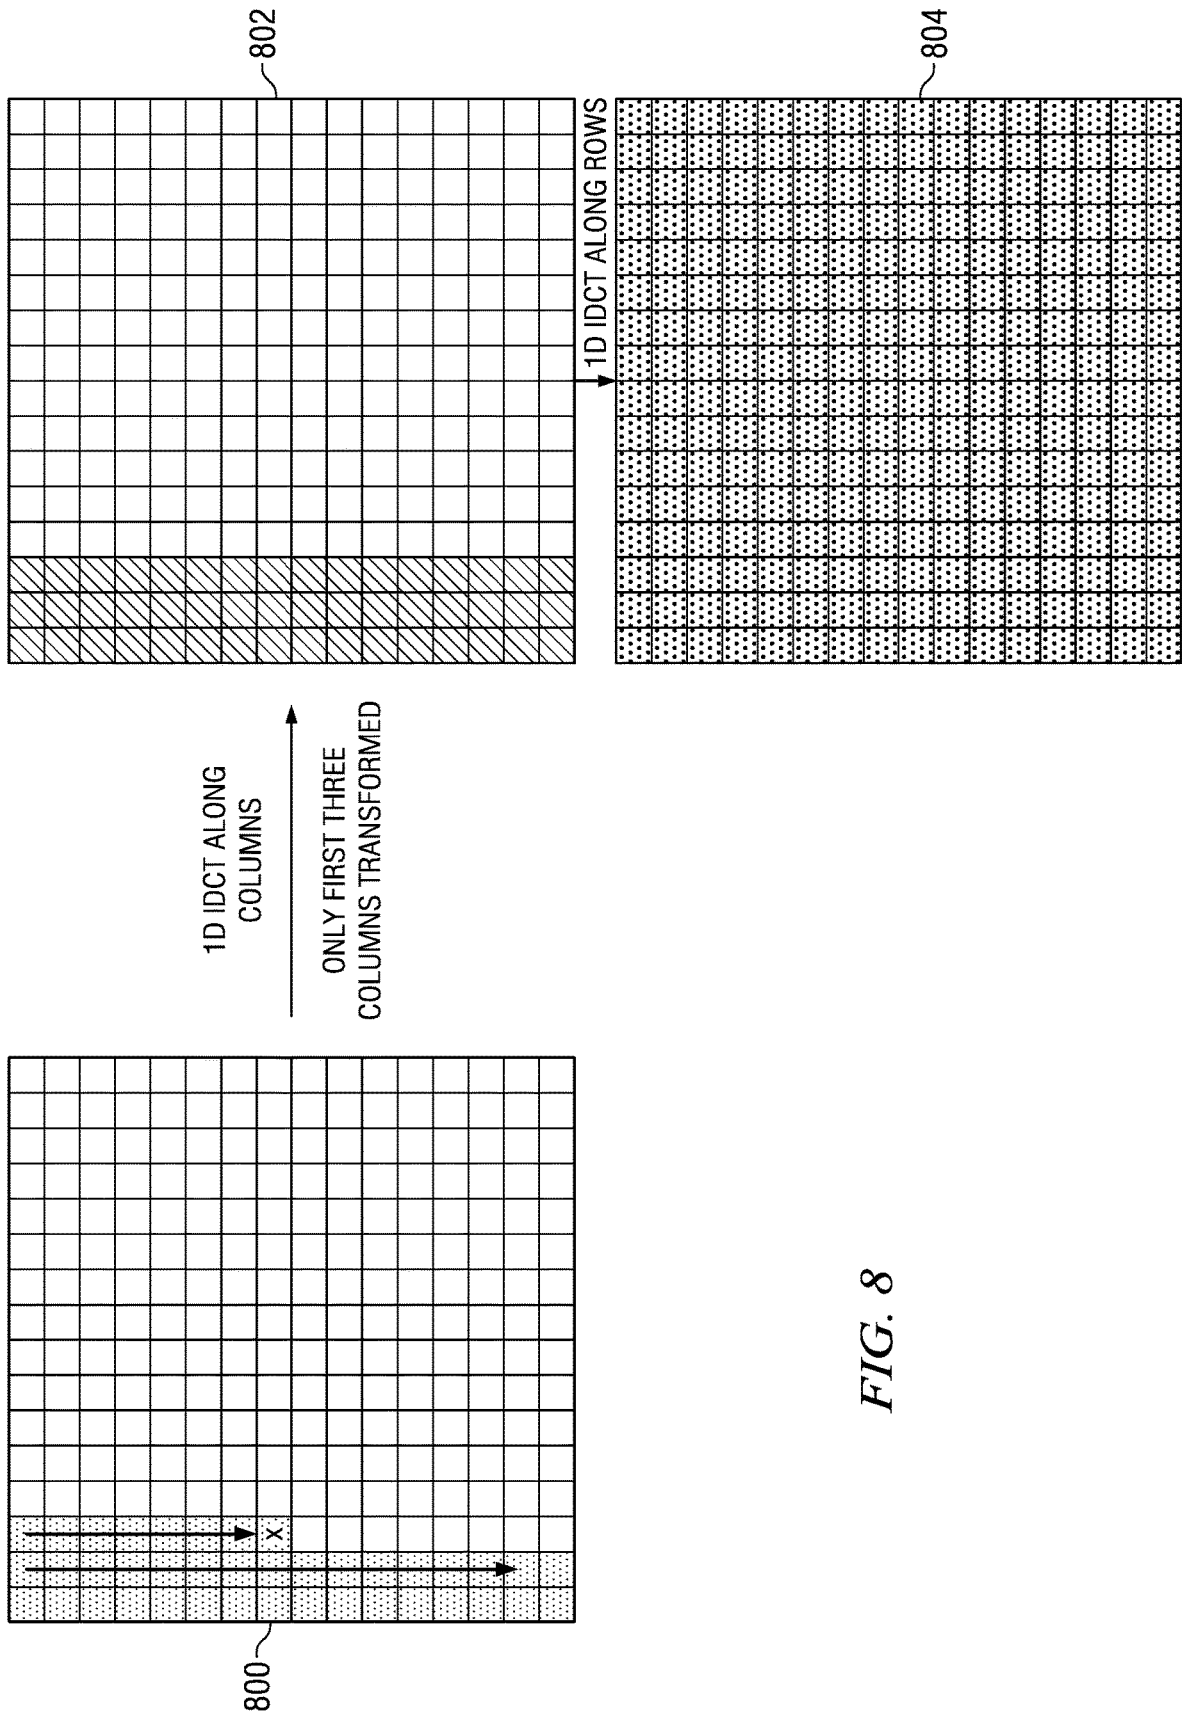 800
X
1D IDCT ALONG
COLUMNS
ONLY FIRST THREE
COLUMNS TRANSFORMED
802
1D IDCT ALONG ROWS
804
FIG. 8